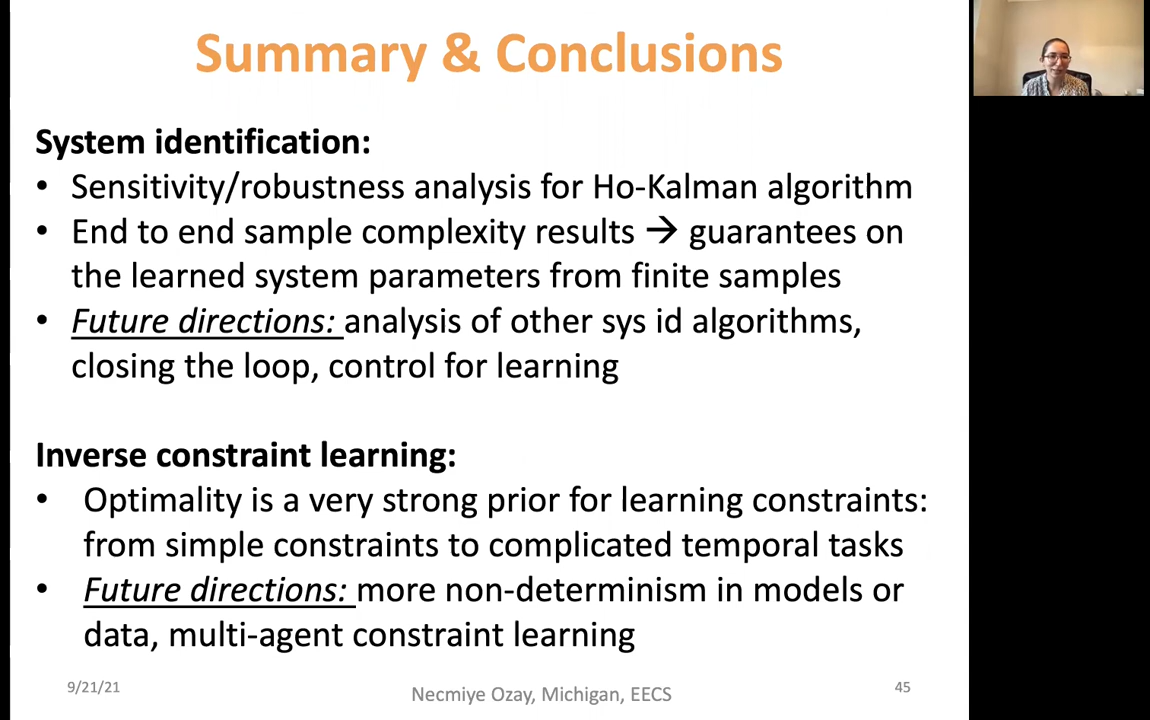 Summary & Conclusions
System identification:
• Sensitivity/robustness analysis for Ho-Kalman algorithm
• End to end sample complexity results → guarantees on
the learned system parameters from finite samples
• Future directions: analysis of other sys id algorithms,
closing the loop, control for learning
Inverse constraint learning:
• Optimality is a very strong prior for learning constraints:
from simple constraints to complicated temporal tasks
• Future directions: more non-determinism in models or
data, multi-agent constraint learning
9/21/21
Necmiye Ozay, Michigan, EECS
45